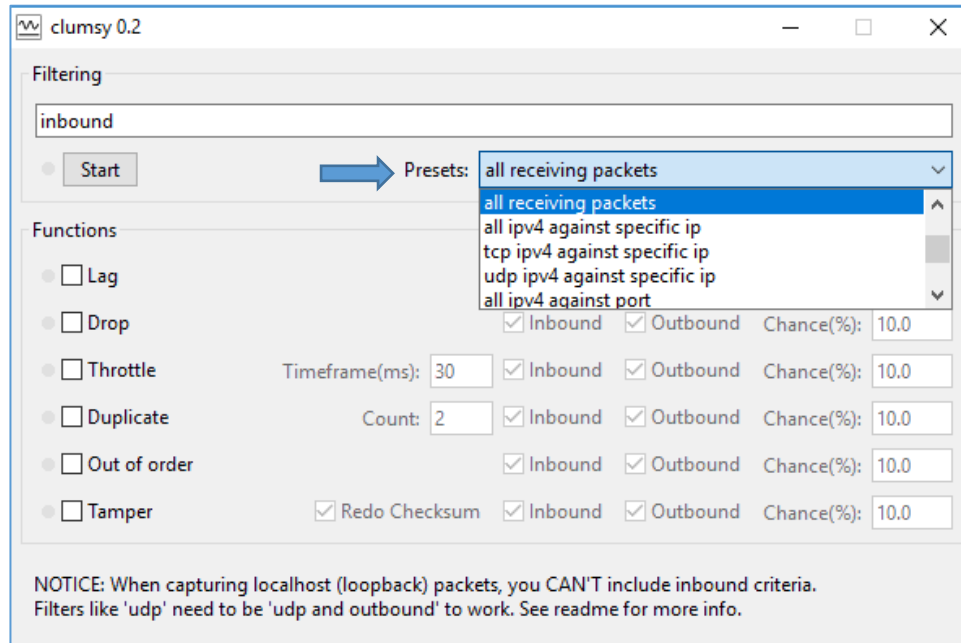 clumsy 0.2
Filtering
inbound
Start Presets: all receiving packets
all receiving packets
all ipv4 against specific ip
tcp ipv4 against specific ip
udp ipv4 against specific ip
all ipv4 against port
Functions
Lag
Drop Inbound Outbound Chance(%): 10.0
Throttle Timeframe(ms): 30 Inbound Outbound Chance(%): 10.0
Duplicate Count: 2 Inbound Outbound Chance(%): 10.0
Out of order Inbound Outbound Chance(%): 10.0
Tamper Redo Checksum Inbound Outbound Chance(%): 10.0
NOTICE: When capturing localhost (loopback) packets, you CAN'T include inbound criteria.
Filters like 'udp' need to be 'udp and outbound' to work. See readme for more info.